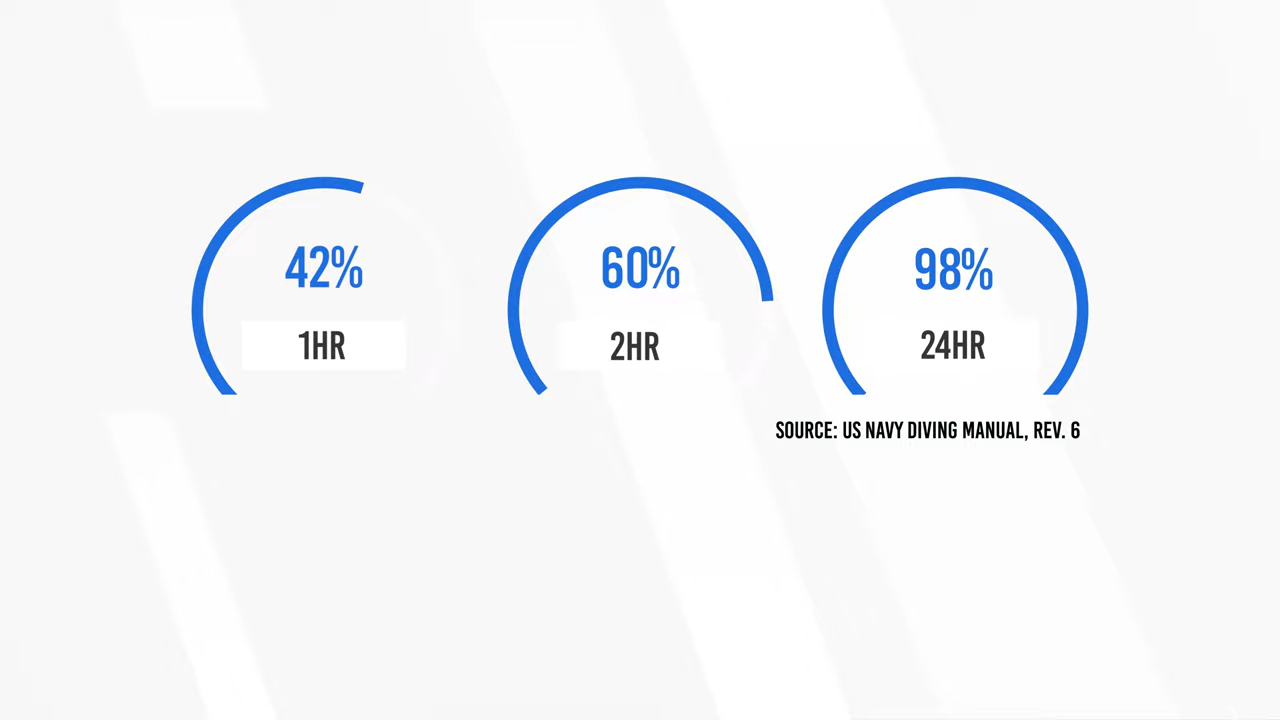 42%
1HR
60%
2HR
98%
24HR
SOURCE: US NAVY DIVING MANUAL, REV. 6